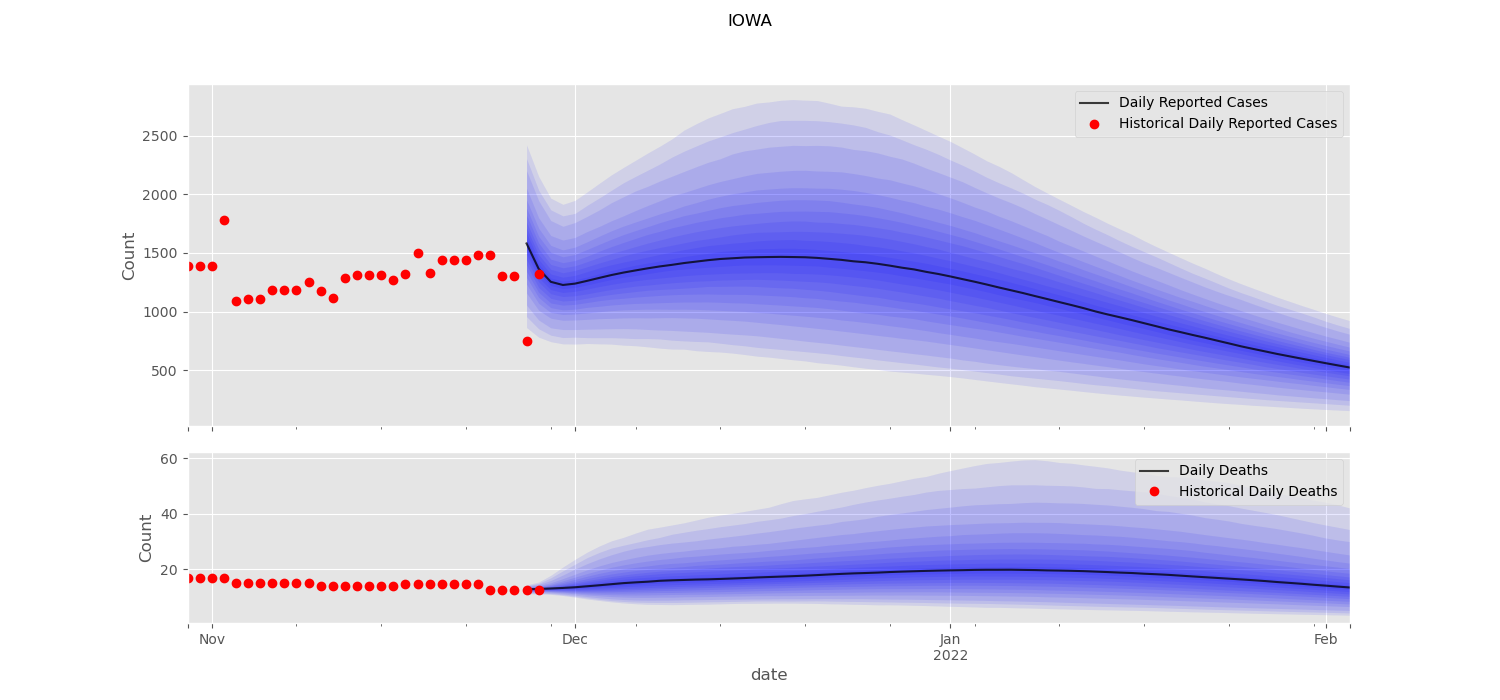 IOWA
Count
2500
2000
1500
1000
500
Daily Reported Cases
Historical Daily Reported Cases
Count
60
40
20
Daily Deaths
Historical Daily Deaths
Nov
Dec
Jan
2022
Feb
date